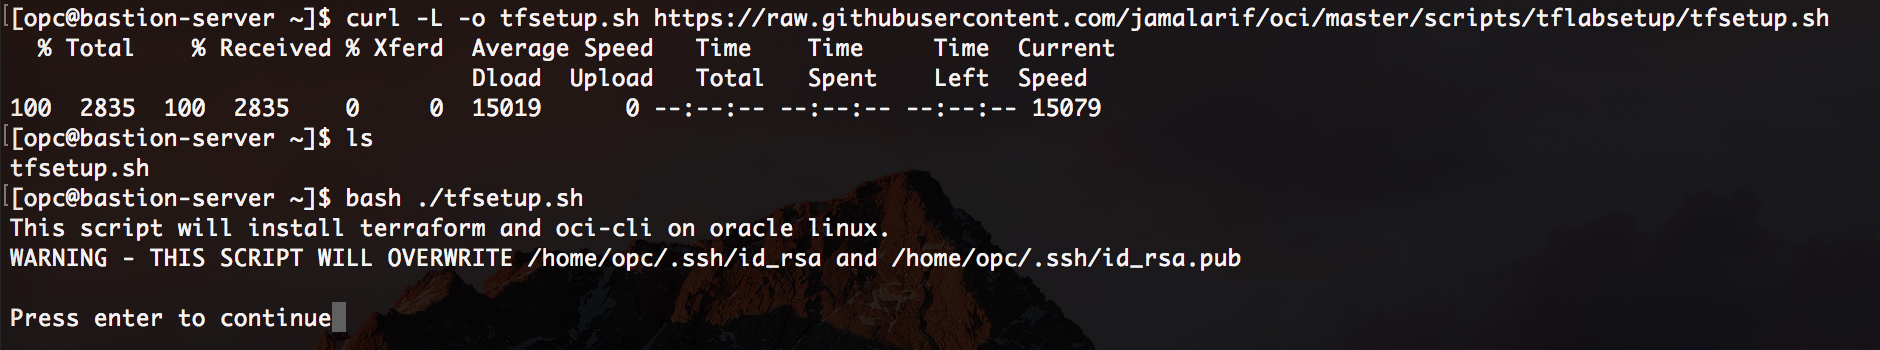 [opc@bastion-server ~]$ curl -L -o tfsetup.sh https://raw.githubusercontent.com/jamalarif/oci/master/scripts/tflabsetup/tfsetup.sh
  % Total    % Received % Xferd  Average Speed   Time    Time     Time  Current
                                 Dload  Upload   Total   Spent    Left  Speed
100  2835  100  2835    0     0  15019      0 --:--:-- --:--:-- --:--:-- 15079
[opc@bastion-server ~]$ ls
tfsetup.sh
[opc@bastion-server ~]$ bash ./tfsetup.sh
This script will install terraform and oci-cli on oracle linux.
WARNING - THIS SCRIPT WILL OVERWRITE /home/opc/.ssh/id_rsa and /home/opc/.ssh/id_rsa.pub
Press enter to continue